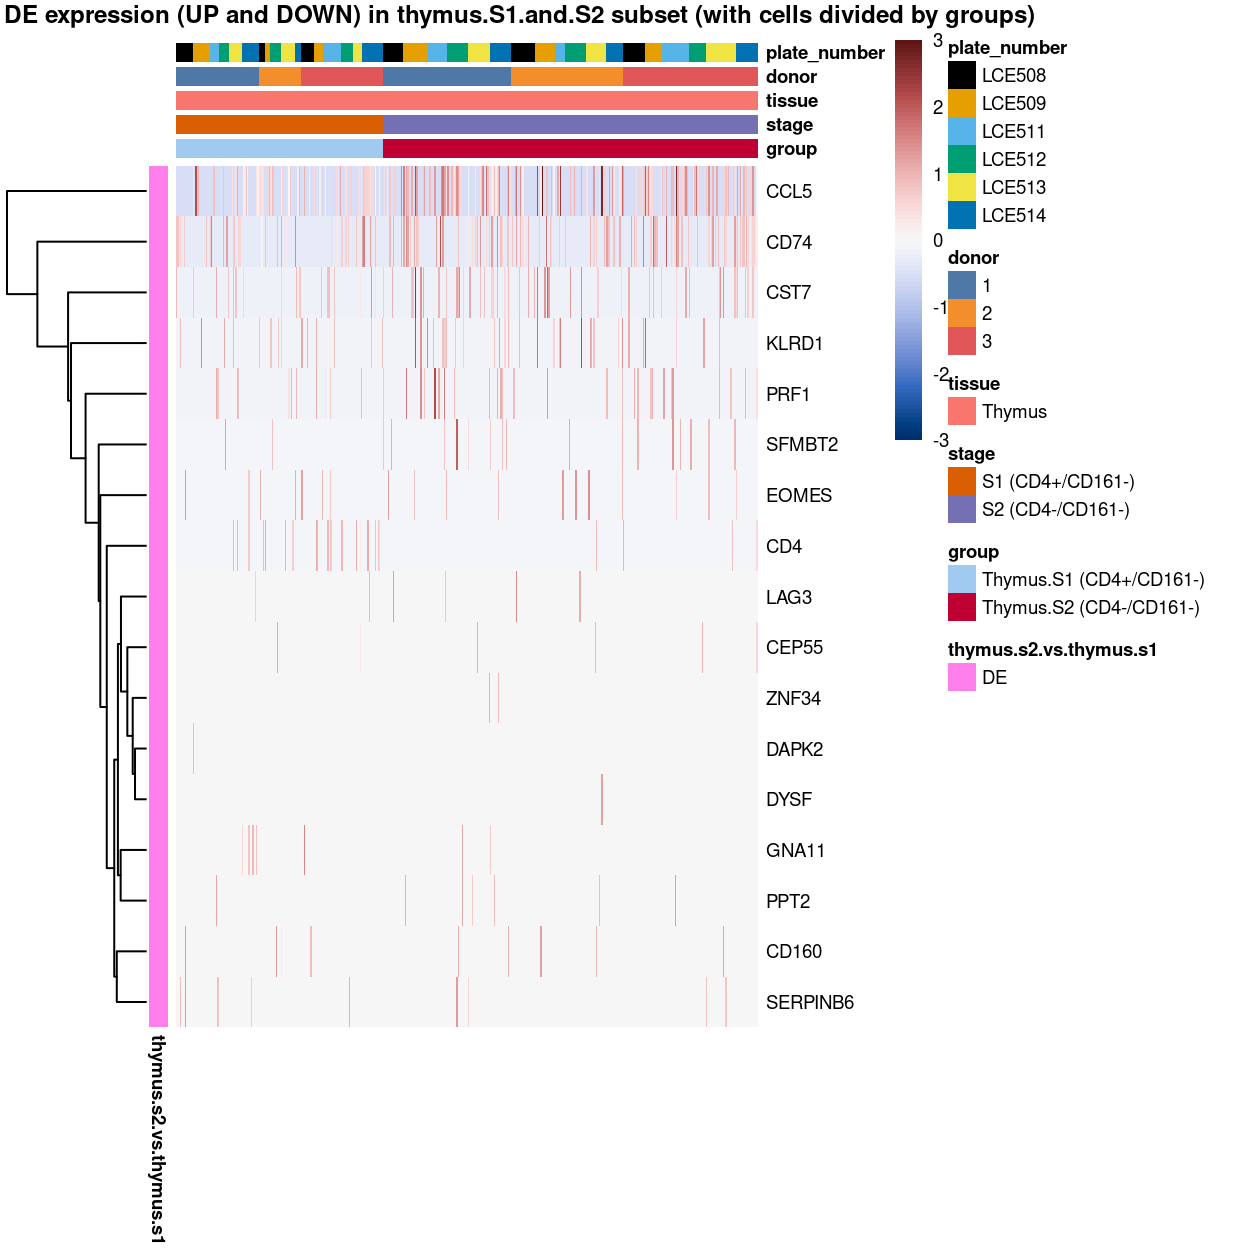 DE expression (UP and DOWN) in thymus.S1.and.S2 subset (with cells divided by groups)
plate_number
donor
tissue
stage
group
CCL5
CD74
CST7
KLRD1
PRF1
SFMBT2
EOMES
CD4
LAG3
CEP55
ZNF34
DAPK2
DYSF
GNA11
PPT2
CD160
SERPINB6
thymus.s2.vs.thymus.s1
3
2
1
0
-1
-2
-3
plate_number
LCE508
LCE509
LCE511
LCE512
LCE513
LCE514
donor
1
2
3
tissue
Thymus
stage
S1 (CD4+/CD161-)
S2 (CD4-/CD161-)
group
Thymus.S1 (CD4+/CD161-)
Thymus.S2 (CD4-/CD161-)
thymus.s2.vs.thymus.s1
DE